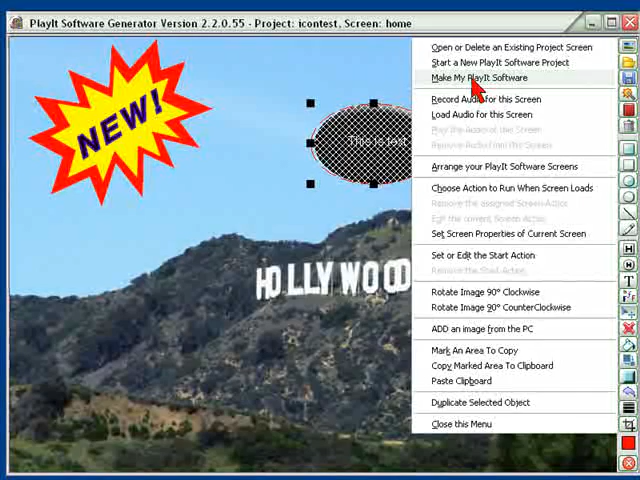 PlayIt Software Generator Version 2.2.0.55 - Project: icontest, Screen: home
NEW!
This is test
HOLLYWOOD
Open or Delete an Existing Project Screen
Start a New PlayIt Software Project
Make My PlayIt Software
Record Audio for this Screen
Load Audio for this Screen
Play the Audio of this Screen
Remove Audio from this Screen
Arrange your PlayIt Software Screens
Choose Action to Run When Screen Loads
Remove the assigned Screen Action
Edit the current Screen Action
Set Screen Properties of Current Screen
Set or Edit the Start Action
Remove the Start Action
Rotate Image 90° Clockwise
Rotate Image 90° CounterClockwise
ADD an image from the PC
Mark An Area To Copy
Copy Marked Area To Clipboard
Paste Clipboard
Duplicate Selected Object
Close this Menu